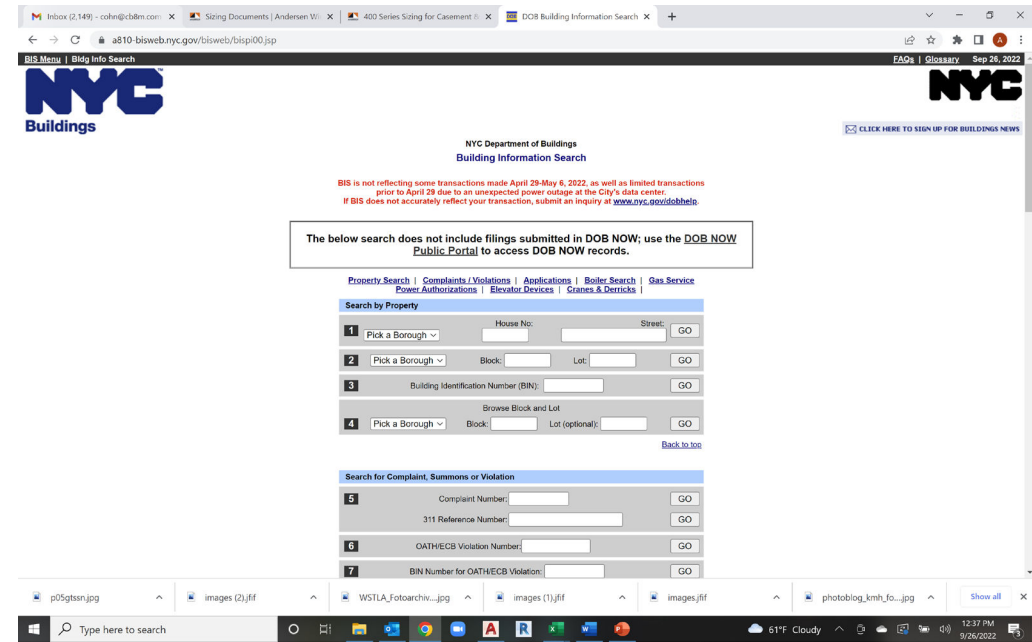 Inbox (2,149) - cohn@cb8m.com
Sizing Documents | Andersen Wi
400 Series Sizing for Casement &
DOB Building Information Search
a810-bisweb.nyc.gov/bisweb/bispi00.jsp
A
BIS Menu | Bldg Info Search
FAQs | Glossary Sep 26, 2022
NYC
Buildings
NYC
CLICK HERE TO SIGN UP FOR BUILDINGS NEWS
NYC Department of Buildings
Building Information Search
BIS is not reflecting some transactions made April 29-May 6, 2022, as well as limited transactions
prior to April 29 due to an unexpected power outage at the City's data center.
If BIS does not accurately reflect your transaction, submit an inquiry at www.nyc.gov/dobhelp.
The below search does not include filings submitted in DOB NOW; use the DOB NOW
Public Portal to access DOB NOW records.
Property Search | Complaints / Violations | Applications | Boiler Search | Gas Service
Power Authorizations | Elevator Devices | Cranes & Derricks |
Search by Property
1 Pick a Borough House No: Street: GO
2 Pick a Borough Block: Lot: GO
3 Building Identification Number (BIN): GO
Browse Block and Lot
4 Pick a Borough Block: Lot (optional): GO
Back to top
Search for Complaint, Summons or Violation
5 Complaint Number: GO
311 Reference Number: GO
6 OATH/ECB Violation Number: GO
7 BIN Number for OATH/ECB Violation: GO
p05gtssn.jpg
images (2).jfif
WSTLA_Fotoarchiv....jpg
images (1).jfif
images.jfif
photoblog_kmh_fo....jpg
Show all
Type here to search
A
R
61°F Cloudy
12:37 PM
9/26/2022